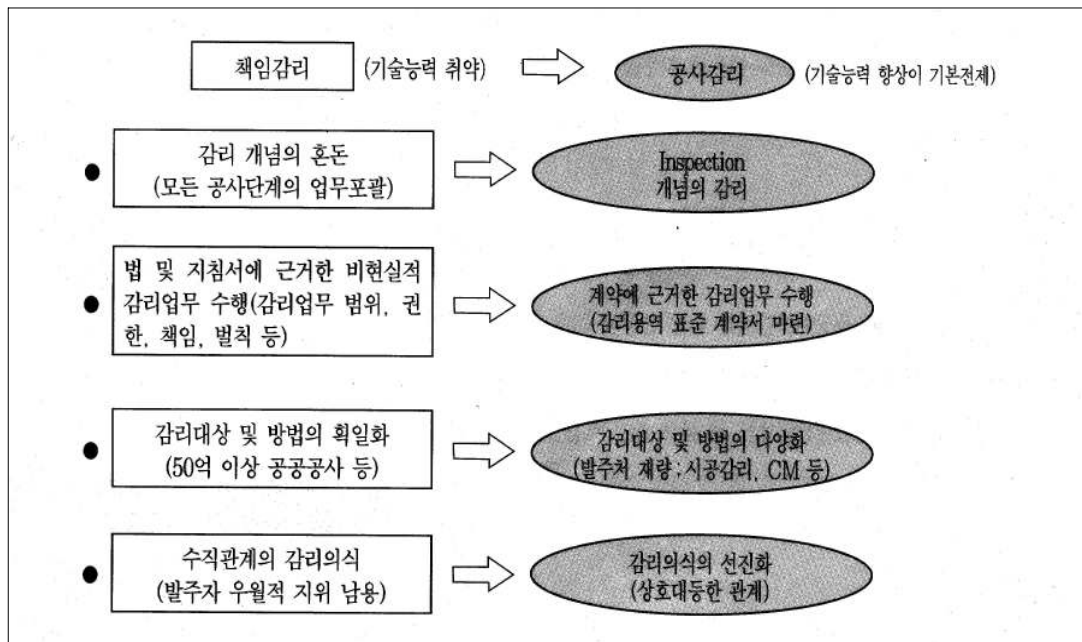 책임감리 (기술능력 취약) 공사감리 (기술능력 향상이 기본전제)
감리 개념의 혼돈
(모든 공사단계의 업무포괄)
Inspection
개념의 감리
법 및 지침서에 근거한 비현실적
감리업무 수행(감리업무 범위, 권
한, 책임, 벌칙 등)
계약에 근거한 감리업무 수행
(감리용역 표준 계약서 마련)
감리대상 및 방법의 획일화
(50억 이상 공공공사 등)
감리대상 및 방법의 다양화
(발주처 재량 : 시공감리, CM 등)
수직관계의 감리의식
(발주자 우월적 지위 남용)
감리의식의 선진화
(상호대등한 관계)